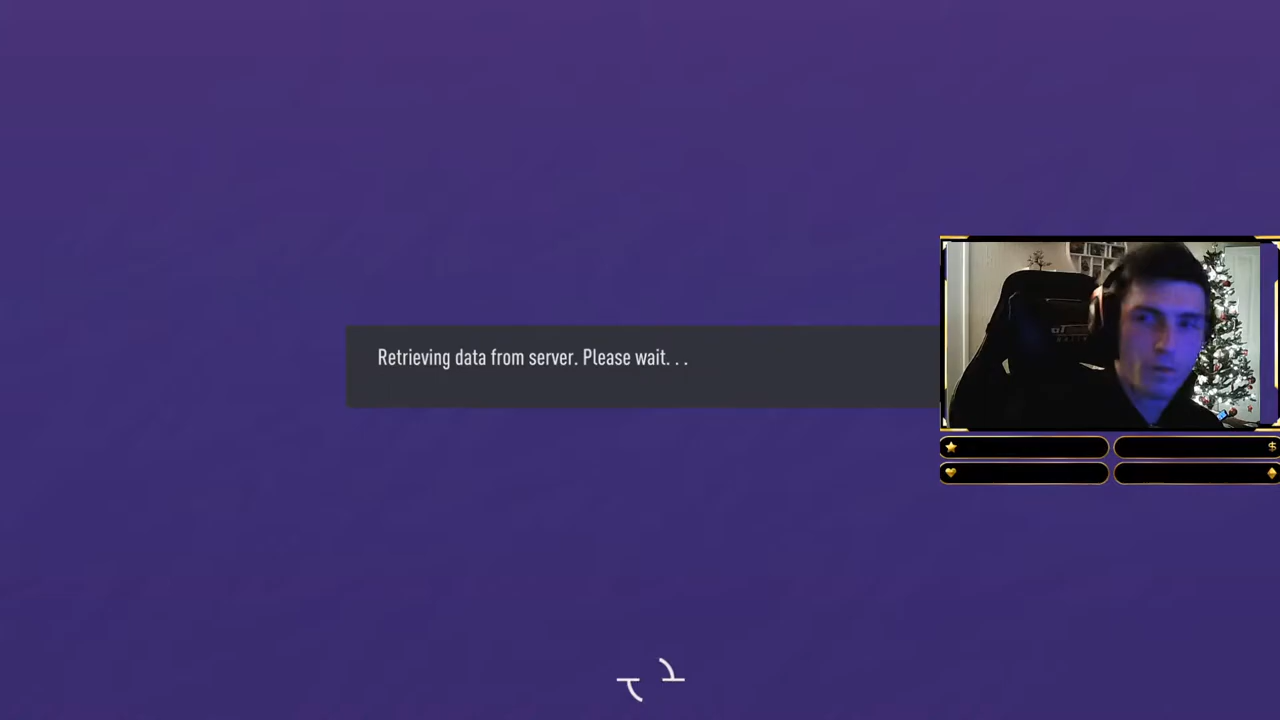 Retrieving data from server. Please wait. . .
$